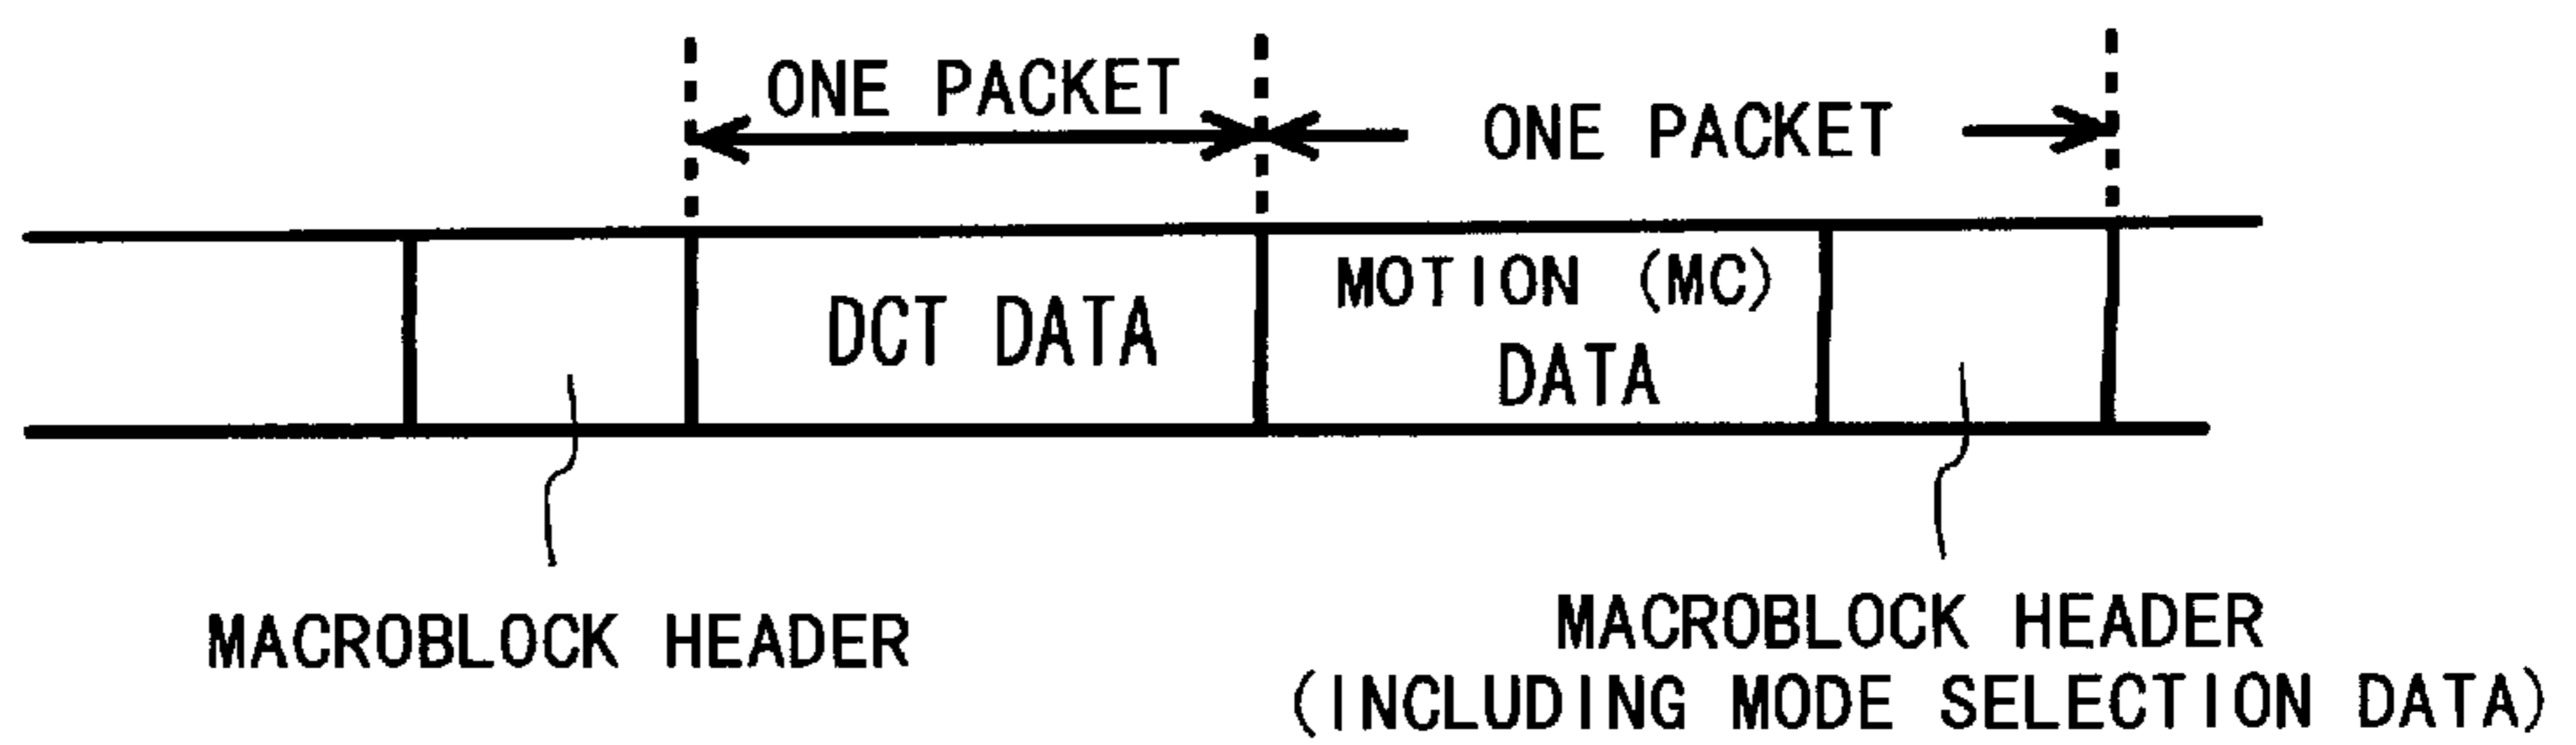 ONE PACKET
ONE PACKET
DCT DATA
MOTION (MC)
DATA
MACROBLOCK HEADER
MACROBLOCK HEADER
(INCLUDING MODE SELECTION DATA)